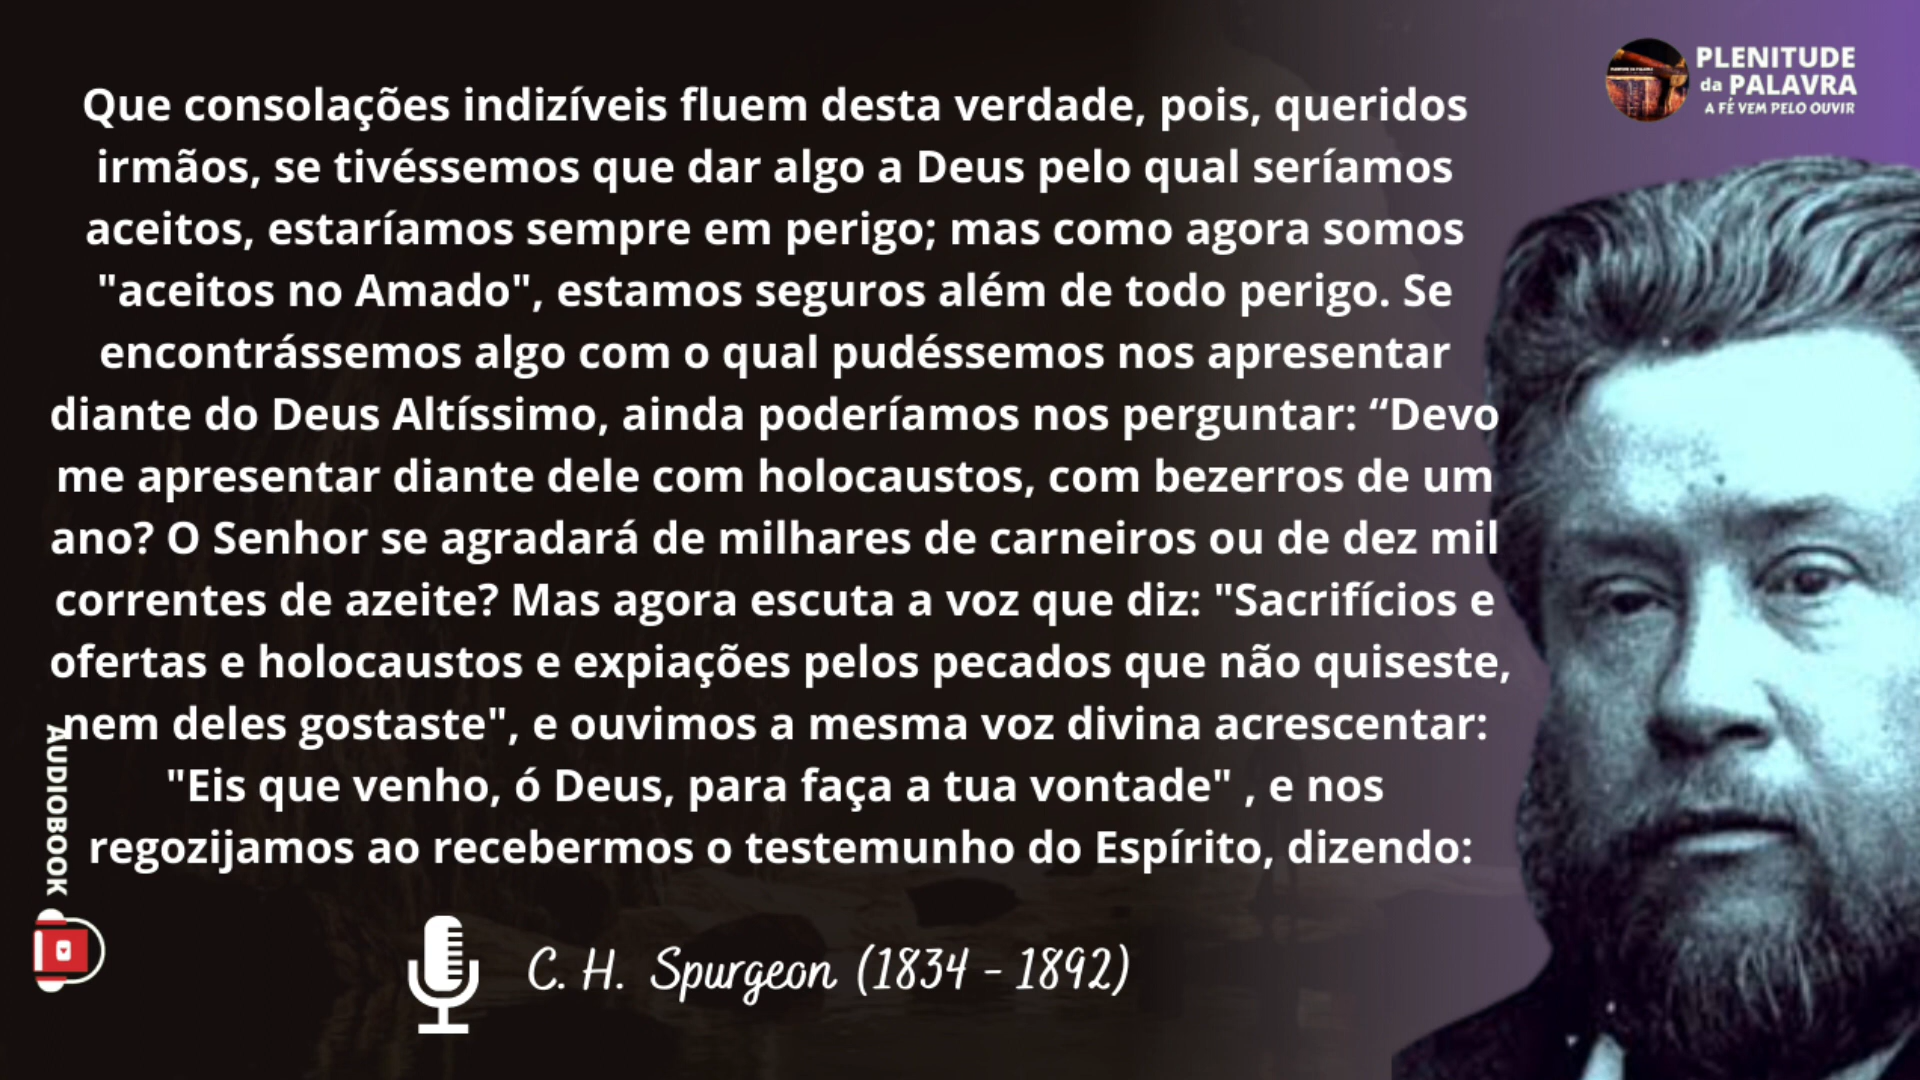 PLENITUDE
da PALAVRA
A FÉ VEM PELO OUVIR
Que consolações indizíveis fluem desta verdade, pois, queridos
irmãos, se tivéssemos que dar algo a Deus pelo qual seríamos
aceitos, estaríamos sempre em perigo; mas como agora somos
"aceitos no Amado", estamos seguros além de todo perigo. Se
encontrássemos algo com o qual pudéssemos nos apresentar
diante do Deus Altíssimo, ainda poderíamos nos perguntar: “Devo
me apresentar diante dele com holocaustos, com bezerros de um
ano? O Senhor se agradará de milhares de carneiros ou de dez mil
correntes de azeite? Mas agora escuta a voz que diz: "Sacrifícios e
ofertas e holocaustos e expiações pelos pecados que não quiseste,
nem deles gostaste", e ouvimos a mesma voz divina acrescentar:
"Eis que venho, ó Deus, para faça a tua vontade" , e nos
regozijamos ao recebermos o testemunho do Espírito, dizendo:
AUDIOBOOK
C. H. Spurgeon (1834 - 1892)